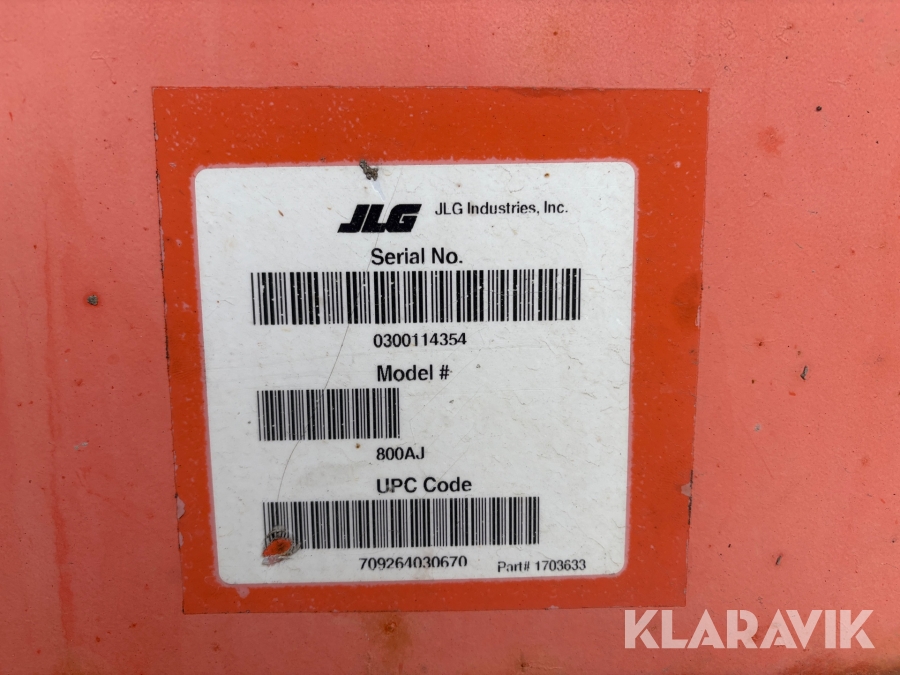 JLG JLG Industries, Inc.
Serial No.
0300114354
Model #
800AJ
UPC Code
709264030670 Part# 1703633
KLARAVIK